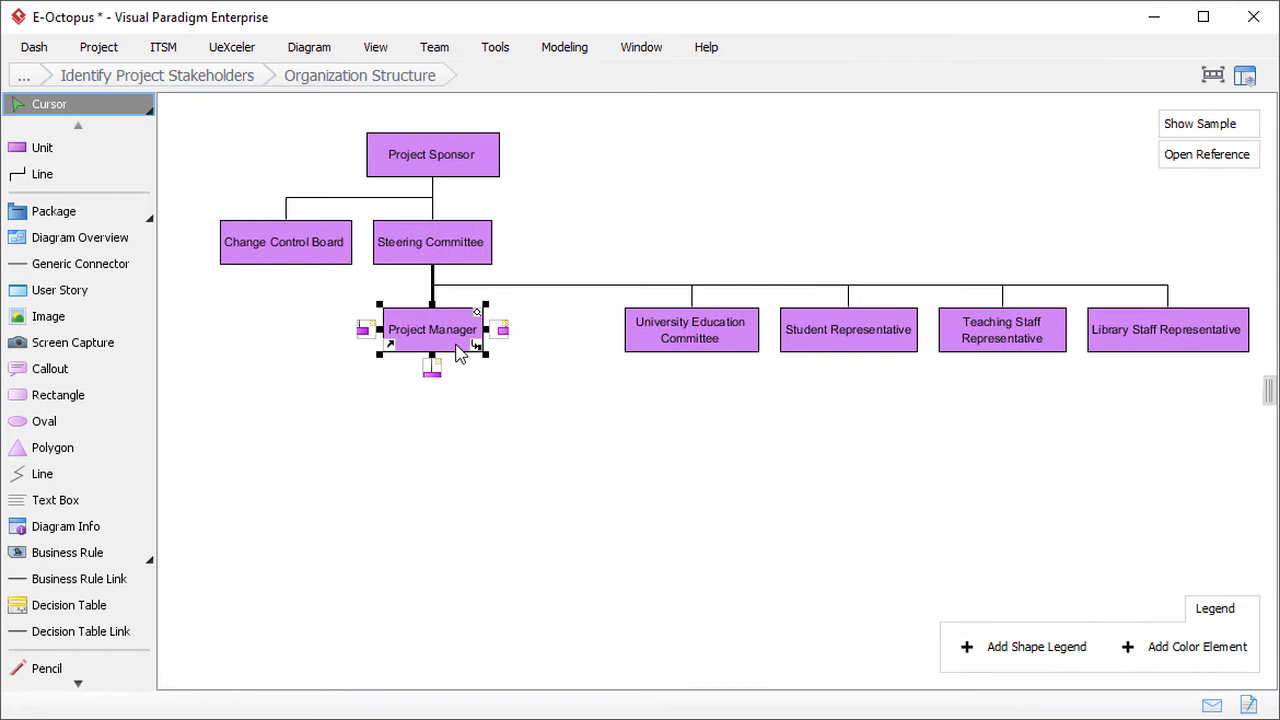 E-Octopus * - Visual Paradigm Enterprise
Dash Project ITSM UeXceler Diagram View Team Tools Modeling Window Help
... Identify Project Stakeholders Organization Structure
Cursor
Unit
Line
Package
Diagram Overview
Generic Connector
User Story
Image
Screen Capture
Callout
Rectangle
Oval
Polygon
Line
Text Box
Diagram Info
Business Rule
Business Rule Link
Decision Table
Decision Table Link
Pencil
Show Sample
Open Reference
Project Sponsor
Change Control Board
Steering Committee
Project Manager
University Education
Committee
Student Representative
Teaching Staff
Representative
Library Staff Representative
Legend
Add Shape Legend
Add Color Element